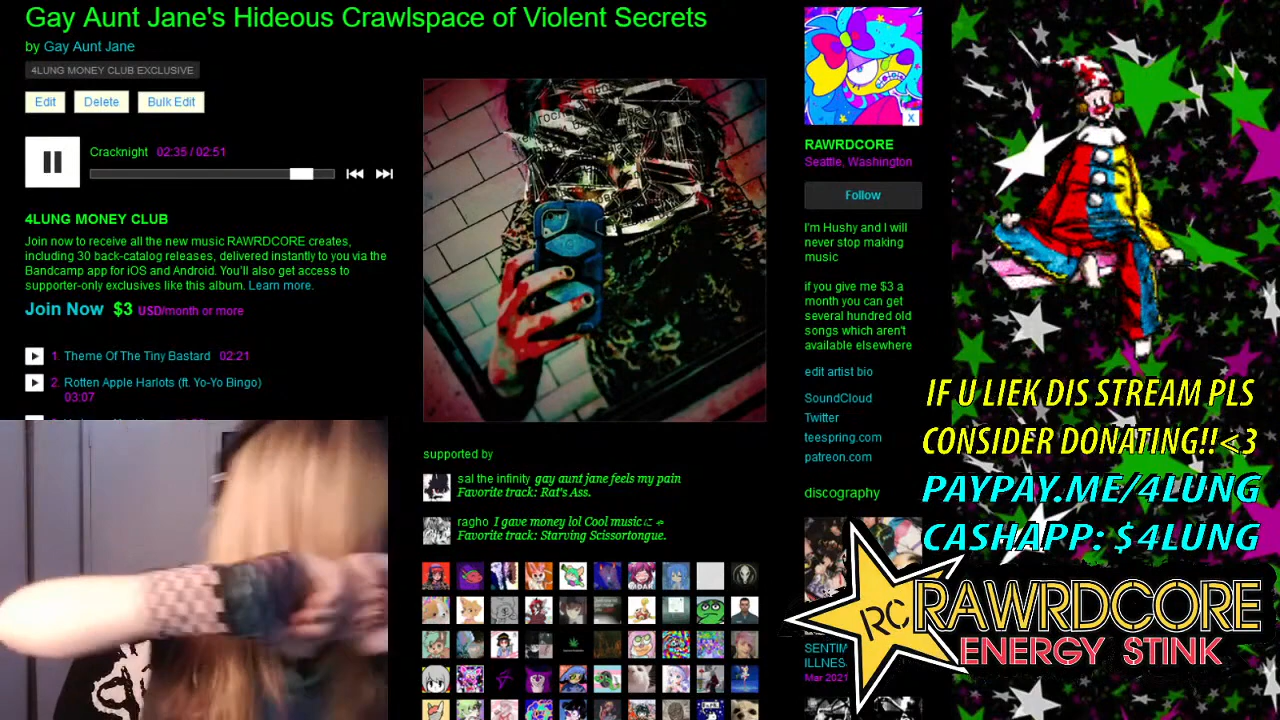 Gay Aunt Jane's Hideous Crawlspace of Violent Secrets
by Gay Aunt Jane
4LUNG MONEY CLUB EXCLUSIVE
Edit
Delete
Bulk Edit
Cracknight 02:35 / 02:51
4LUNG MONEY CLUB
Join now to receive all the new music RAWRDCORE creates,
including 30 back-catalog releases, delivered instantly to you via the
Bandcamp app for iOS and Android. You'll also get access to
supporter-only exclusives like this album. Learn more.
Join Now $3 USD/month or more
1. Theme Of The Tiny Bastard 02:21
2. Rotten Apple Harlots (ft. Yo-Yo Bingo)
03:07
supported by
sal the infinity gay aunt jane feels my pain
Favorite track: Rat's Ass.
ragho I gave money lol Cool music
Favorite track: Starving Scissortongue.
X
RAWRDCORE
Seattle, Washington
Follow
I'm Hushy and I will
never stop making
music
if you give me $3 a
month you can get
several hundred old
songs which aren't
available elsewhere
edit artist bio
SoundCloud
Twitter
teespring.com
patreon.com
discography
SENTIM
ILLNES
Mar 2021
IF U LIEK DIS STREAM PLS
CONSIDER DONATING!!<3
PAYPAY.ME/4LUNG
CASHAPP: $4LUNG
RC RAWRDCORE
ENERGY STINK